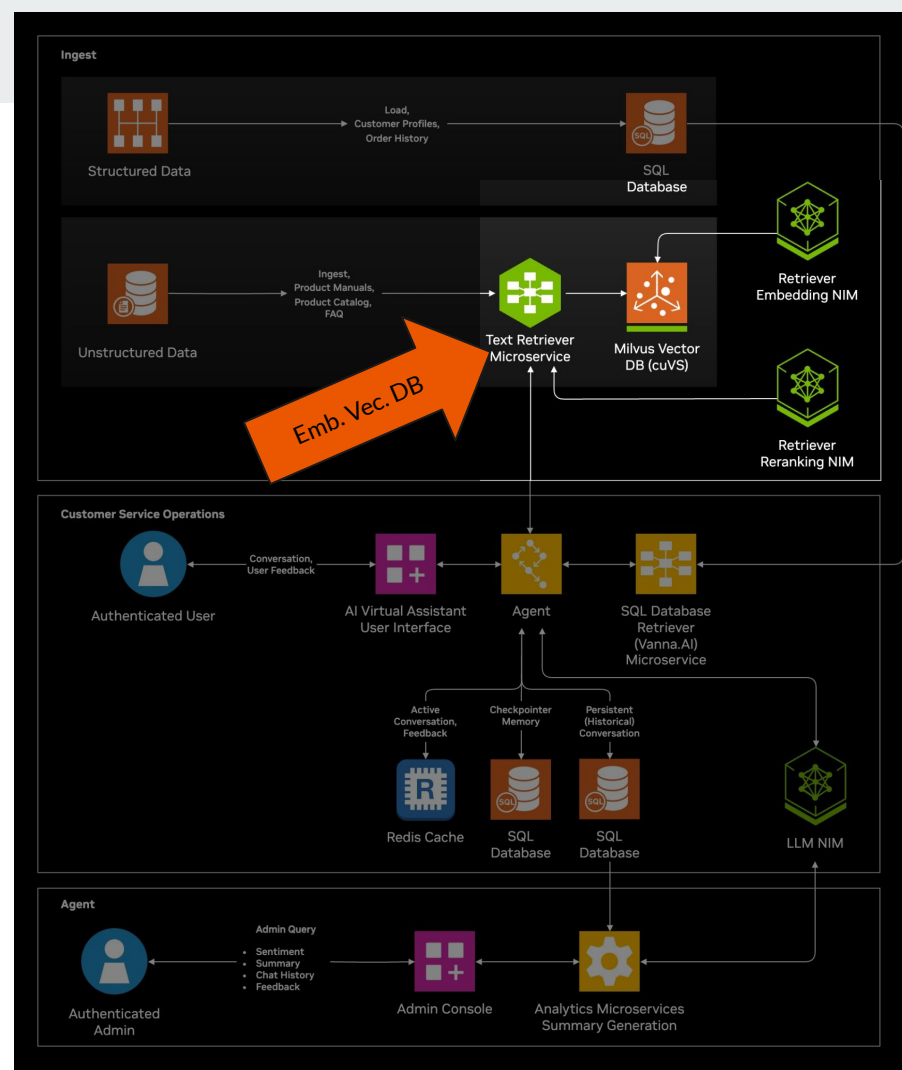 Ingest
Load,
Customer Profiles,
Order History
Structured Data
SQL
SQL
Database
Ingest,
Product Manuals,
Product Catalog,
FAQ
Unstructured Data
Text Retriever
Microservice
Milvus Vector
DB (cuVS)
Retriever
Embedding NIM
Retriever
Reranking NIM
Emb. Vec. DB
Customer Service Operations
Authenticated User
Conversation,
User Feedback
AI Virtual Assistant
User Interface
Agent
SQL Database
Retriever
(Vanna.AI)
Microservice
Active
Conversation,
Feedback
Checkpointer
Memory
Persistent
(Historical)
Conversation
R
Redis Cache
SQL
SQL
Database
SQL
SQL
Database
LLM NIM
Agent
Authenticated
Admin
Admin Query
• Sentiment
• Summary
• Chat History
• Feedback
Admin Console
Analytics Microservices
Summary Generation